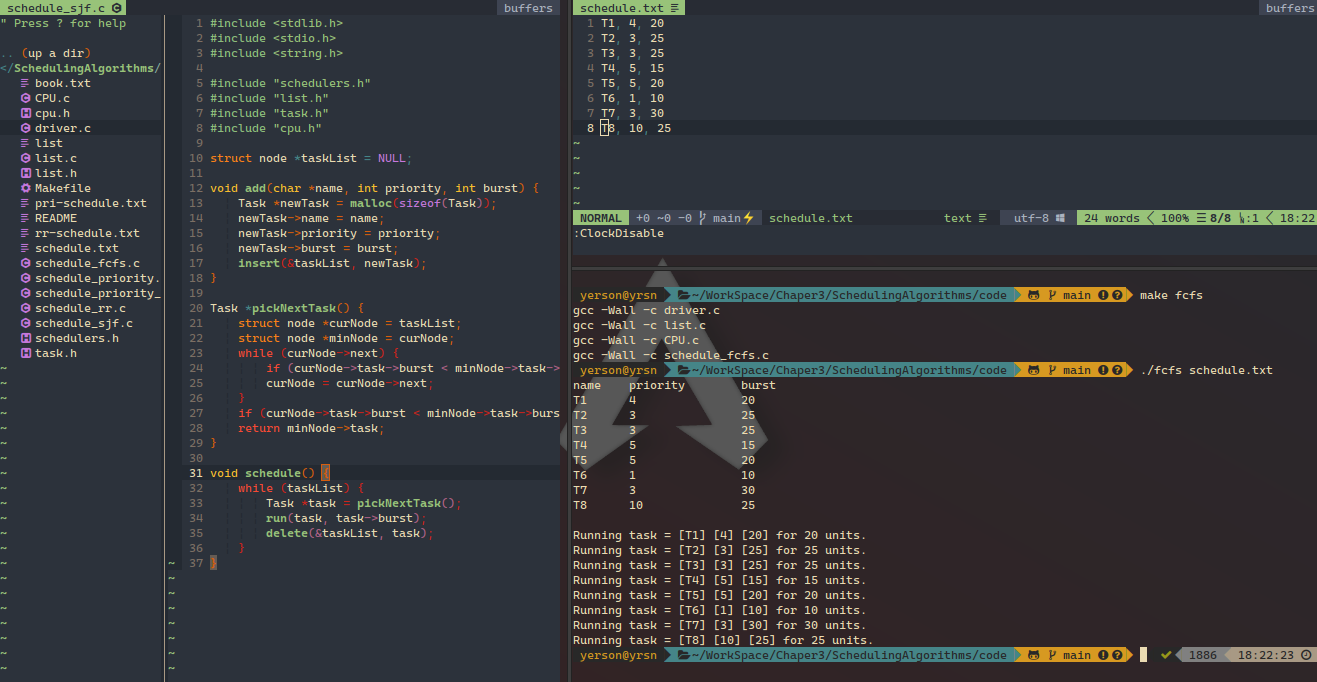 schedule_sjf.c
buffers
" Press ? for help
.. (up a dir)
</SchedulingAlgorithms/
book.txt
CPU.c
cpu.h
driver.c
list
list.c
list.h
Makefile
pri-schedule.txt
README
rr-schedule.txt
schedule.txt
schedule_fcfs.c
schedule_priority.
schedule_priority_
schedule_rr.c
schedule_sjf.c
schedulers.h
task.h
1 #include <stdlib.h>
2 #include <stdio.h>
3 #include <string.h>
4
5 #include "schedulers.h"
6 #include "list.h"
7 #include "task.h"
8 #include "cpu.h"
9
10 struct node *taskList = NULL;
11
12 void add(char *name, int priority, int burst) {
13 Task *newTask = malloc(sizeof(Task));
14 newTask->name = name;
15 newTask->priority = priority;
16 newTask->burst = burst;
17 insert(&taskList, newTask);
18 }
19
20 Task *pickNextTask() {
21 struct node *curNode = taskList;
22 struct node *minNode = curNode;
23 while (curNode->next) {
24 if (curNode->task->burst < minNode->task->
25 curNode = curNode->next;
26 }
27 if (curNode->task->burst < minNode->task->burs
28 return minNode->task;
29 }
30
31 void schedule() {
32 while (taskList) {
33 Task *task = pickNextTask();
34 run(task, task->burst);
35 delete(&taskList, task);
36 }
37 }
schedule.txt
buffers
1 T1, 4, 20
2 T2, 3, 25
3 T3, 3, 25
4 T4, 5, 15
5 T5, 5, 20
6 T6, 1, 10
7 T7, 3, 30
8 T8, 10, 25
~
~
~
~
~
NORMAL +0 ~0 -0 main schedule.txt text utf-8 24 words 100% 8/8 :1 18:22
:ClockDisable
yerson@yrsn ~/WorkSpace/Chaper3/SchedulingAlgorithms/code main make fcfs
gcc -Wall -c driver.c
gcc -Wall -c list.c
gcc -Wall -c CPU.c
gcc -Wall -c schedule_fcfs.c
yerson@yrsn ~/WorkSpace/Chaper3/SchedulingAlgorithms/code main ./fcfs schedule.txt
name priority burst
T1 4 20
T2 3 25
T3 3 25
T4 5 15
T5 5 20
T6 1 10
T7 3 30
T8 10 25
Running task = [T1] [4] [20] for 20 units.
Running task = [T2] [3] [25] for 25 units.
Running task = [T3] [3] [25] for 25 units.
Running task = [T4] [5] [15] for 15 units.
Running task = [T5] [5] [20] for 20 units.
Running task = [T6] [1] [10] for 10 units.
Running task = [T7] [3] [30] for 30 units.
Running task = [T8] [10] [25] for 25 units.
yerson@yrsn ~/WorkSpace/Chaper3/SchedulingAlgorithms/code main 1886 18:22:23